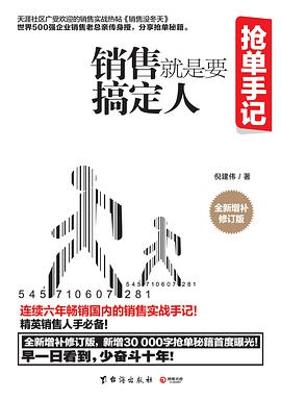 天涯社区广受欢迎的销售实战热帖《销售没冬天》
世界500强企业销售老总亲传身授，分享抢单秘籍。
抢单手记
销售就是要
搞定人
倪建伟 / 著
全新增补
修订版
545710607281
545710607281
连续六年畅销国内的销售实战手记！
精英销售人手必备！
全新增补修订版，新增30 000字抢单秘籍首度曝光！
早一日看到，少奋斗十年！
台海出版社